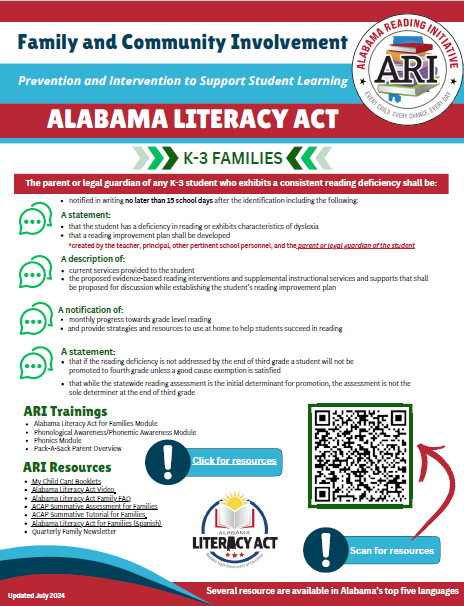 Family and Community Involvement
Prevention and Intervention to Support Student Learning
ALABAMA READING INITIATIVE
ARI
EVERY CHILD. EVERY CHANCE. EVERY DAY.
ALABAMA LITERACY ACT
K-3 FAMILIES
The parent or legal guardian of any K-3 student who exhibits a consistent reading deficiency shall be:
• notified in writing no later than 15 school days after the identification including the following:
A statement:
• that the student has a deficiency in reading or exhibits characteristics of dyslexia
• that a reading improvement plan shall be developed
*created by the teacher, principal, other pertinent school personnel, and the parent or legal guardian of the student
A description of:
• current services provided to the student
• the proposed evidence-based reading interventions and supplemental instructional services and supports that shall
be proposed for discussion while establishing the student's reading improvement plan
A notification of:
• monthly progress towards grade level reading
• and provide strategies and resources to use at home to help students succeed in reading
A statement:
• that if the reading deficiency is not addressed by the end of third grade a student will not be
promoted to fourth grade unless a good cause exemption is satisfied
• that while the statewide reading assessment is the initial determinant for promotion, the assessment is not the
sole determiner at the end of third grade
ARI Trainings
• Alabama Literacy Act for Families Module
• Phonological Awareness/Phonemic Awareness Module
• Phonics Module
• Pack-A-Sack Parent Overview
ARI Resources
• My Child Can! Booklets
• Alabama Literacy Act Video
• Alabama Literacy Act Family FAQ
• ACAP Summative Assessment for Families
• ACAP Summative Tutorial for Families
• Alabama Literacy Act for Families (Spanish)
• Quarterly Family Newsletter
! Click for resources
ALABAMA
LITERACY ACT
Alabama State Department of Education
! Scan for resources
Updated July 2024
Several resource are available in Alabama's top five languages